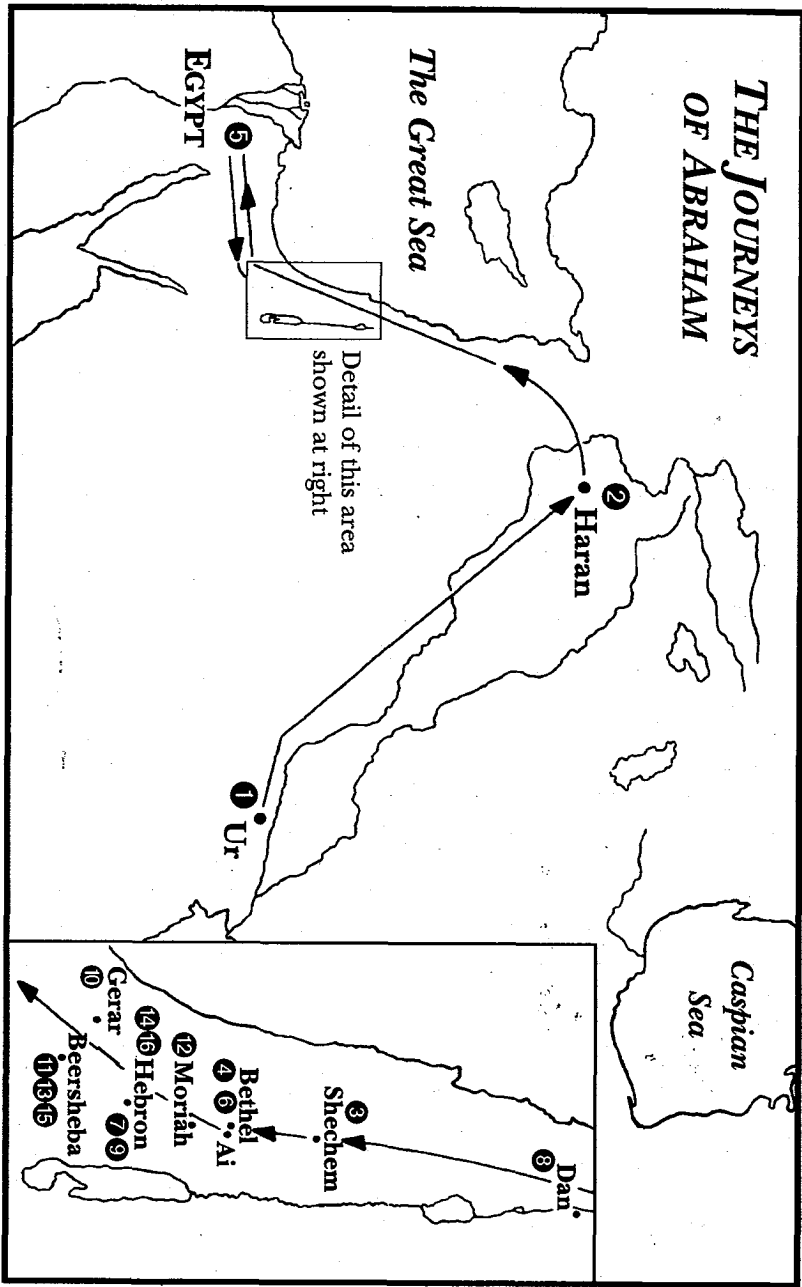 THE JOURNEYS
OF ABRAHAM
The Great Sea
EGYPT
5
Detail of this area
shown at right
2
Haran
1
Ur
Caspian
Sea
8
Dan
3
Shechem
Bethel
4 6
Ai
12 Moriah
14 16 Hebron
7 9
Gerar
10
Beersheba
11 13 15